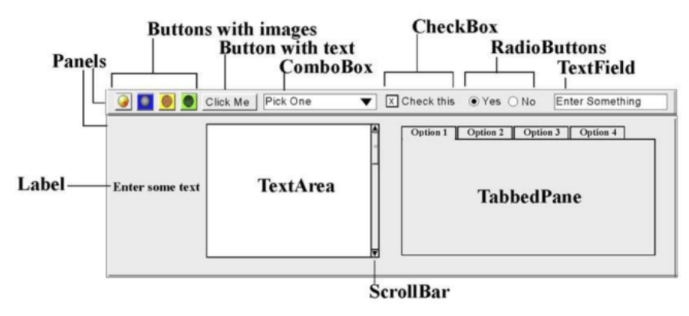 Buttons with images
CheckBox
Button with text
RadioButtons
Panels
ComboBox
TextField
Click Me
Pick One
x Check this
Yes
No
Enter Something
Option 1
Option 2
Option 3
Option 4
Label
Enter some text
TextArea
TabbedPane
ScrollBar